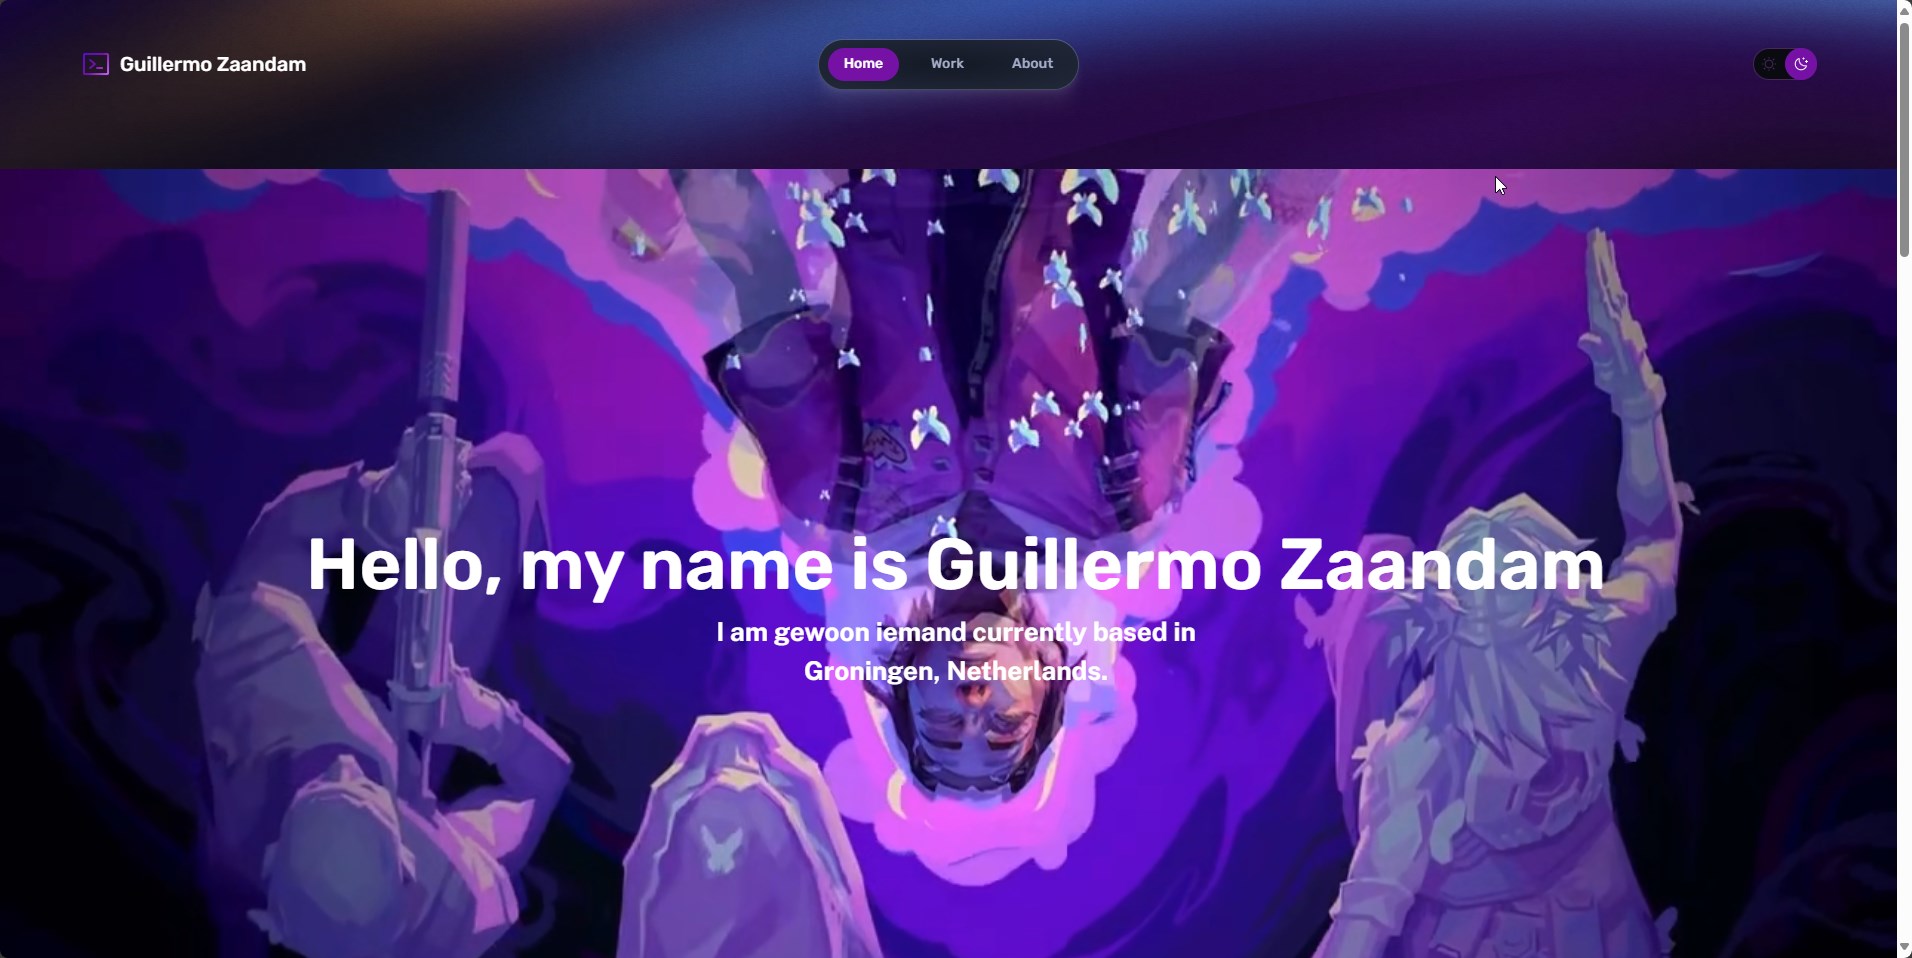 Guillermo Zaandam
Home
Work
About
Hello, my name is Guillermo Zaandam
I am gewoon iemand currently based in
Groningen, Netherlands.